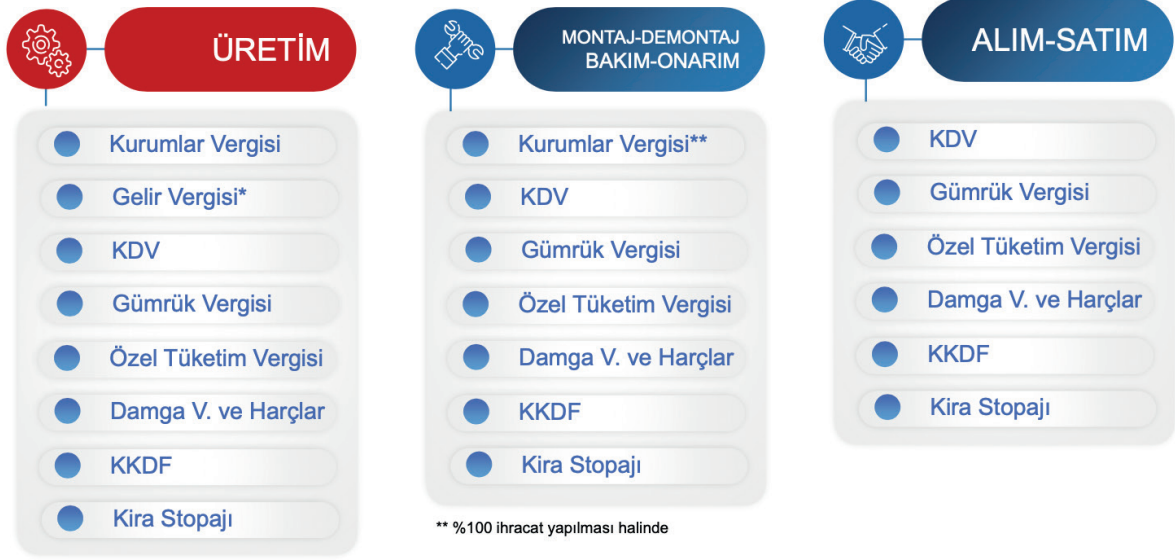 ÜRETİM
Kurumlar Vergisi
Gelir Vergisi*
KDV
Gümrük Vergisi
Özel Tüketim Vergisi
Damga V. ve Harçlar
KKDF
Kira Stopajı
MONTAJ-DEMONTAJ
BAKIM-ONARIM
Kurumlar Vergisi**
KDV
Gümrük Vergisi
Özel Tüketim Vergisi
Damga V. ve Harçlar
KKDF
Kira Stopajı
** %100 ihracat yapılması halinde
ALIM-SATIM
KDV
Gümrük Vergisi
Özel Tüketim Vergisi
Damga V. ve Harçlar
KKDF
Kira Stopajı